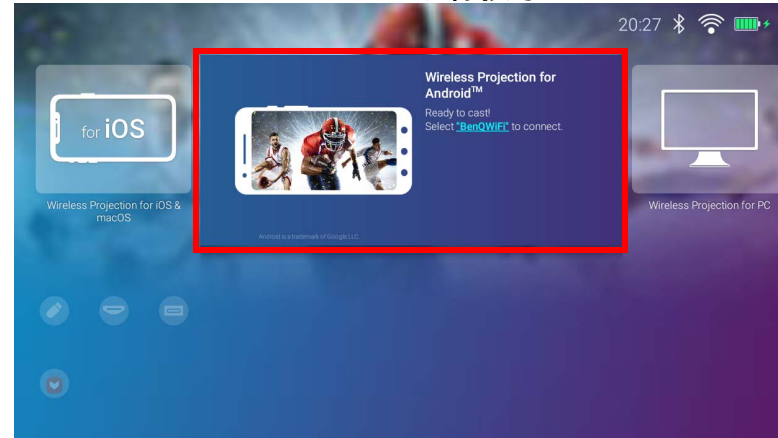 20:27
for iOS
Wireless Projection for iOS &
macOS
Wireless Projection for
Android™
Ready to cast!
Select "BenQWiFi" to connect.
Android is a trademark of Google LLC.
Wireless Projection for PC